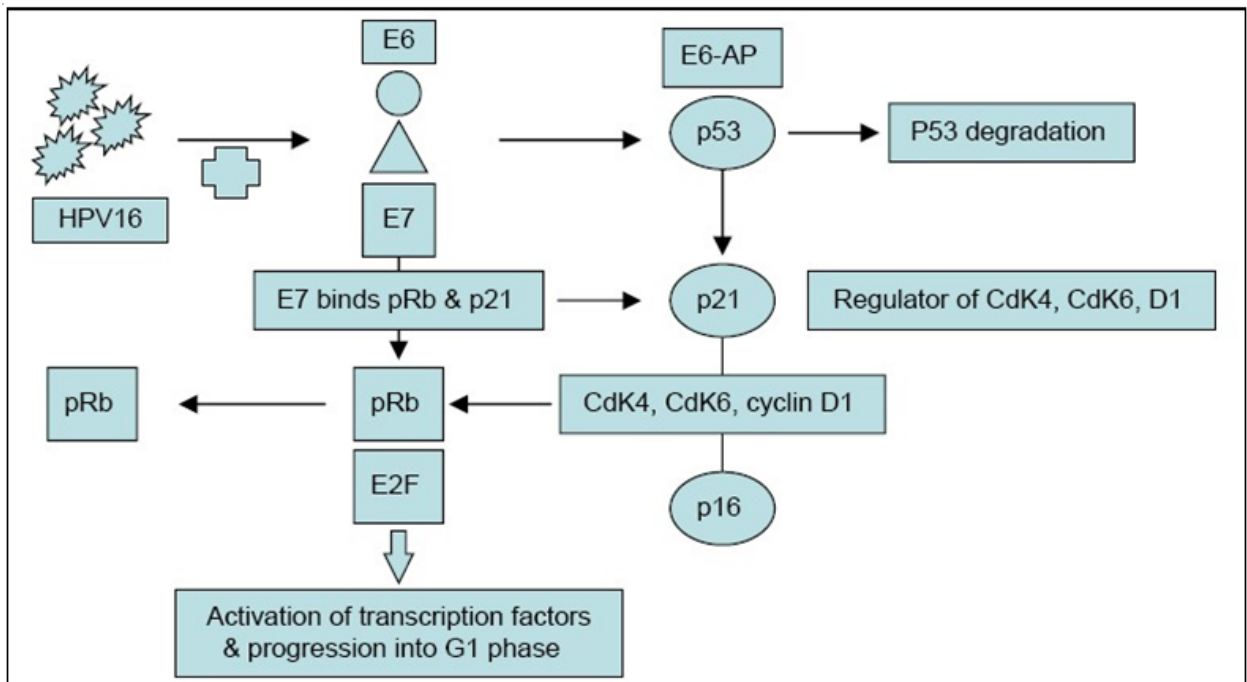 E6
E6-AP
p53
P53 degradation
HPV16
E7
E7 binds pRb & p21
p21
Regulator of CdK4, CdK6, D1
pRb
pRb
CdK4, CdK6, cyclin D1
E2F
p16
Activation of transcription factors
& progression into G1 phase